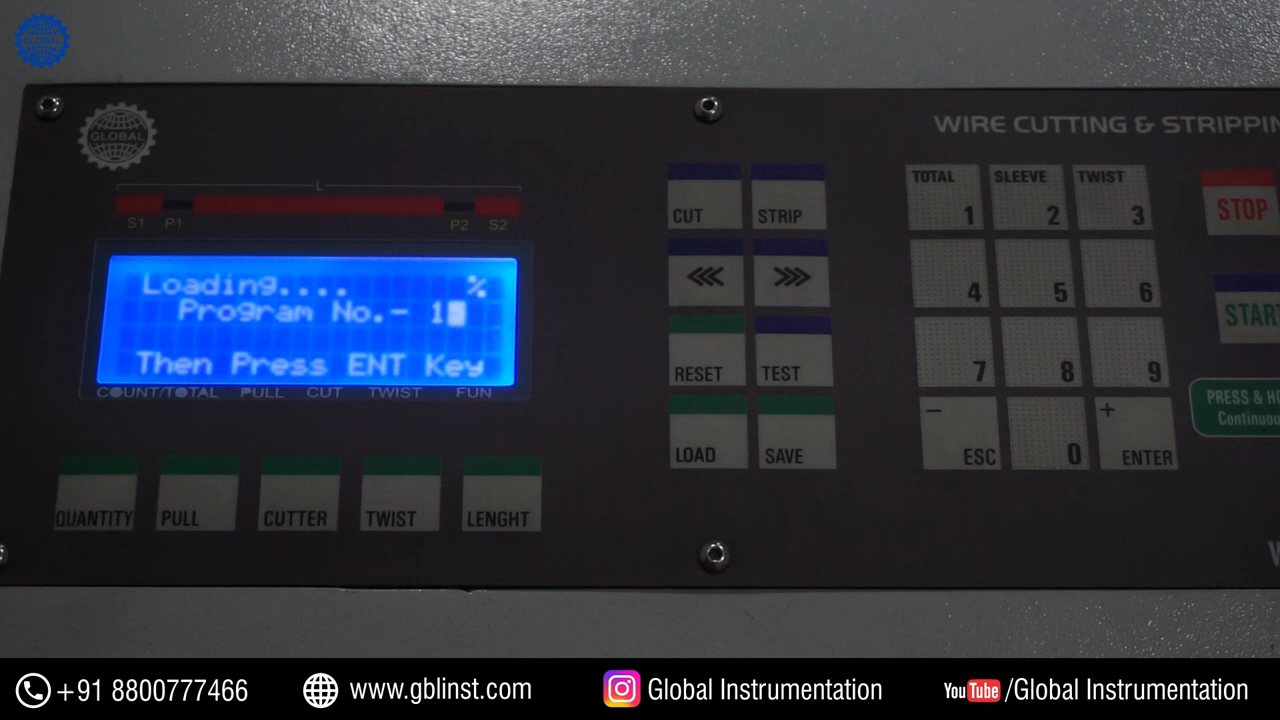 GLOBAL
GLOBAL
WIRE CUTTING & STRIPPIN
L
S1 P1 P2 S2
Loading.... %
Program No.- 1
Then Press ENT Key
COUNT/TOTAL PULL CUT TWIST FUN
QUANTITY PULL CUTTER TWIST LENGHT
CUT STRIP
<<< >>>
RESET TEST
LOAD SAVE
TOTAL 1 SLEEVE 2 TWIST 3
4 5 6
7 8 9
– ESC 0 + ENTER
STOP
START
PRESS & HO
Continuou
+91 8800777466 www.gblinst.com Global Instrumentation YouTube /Global Instrumentation